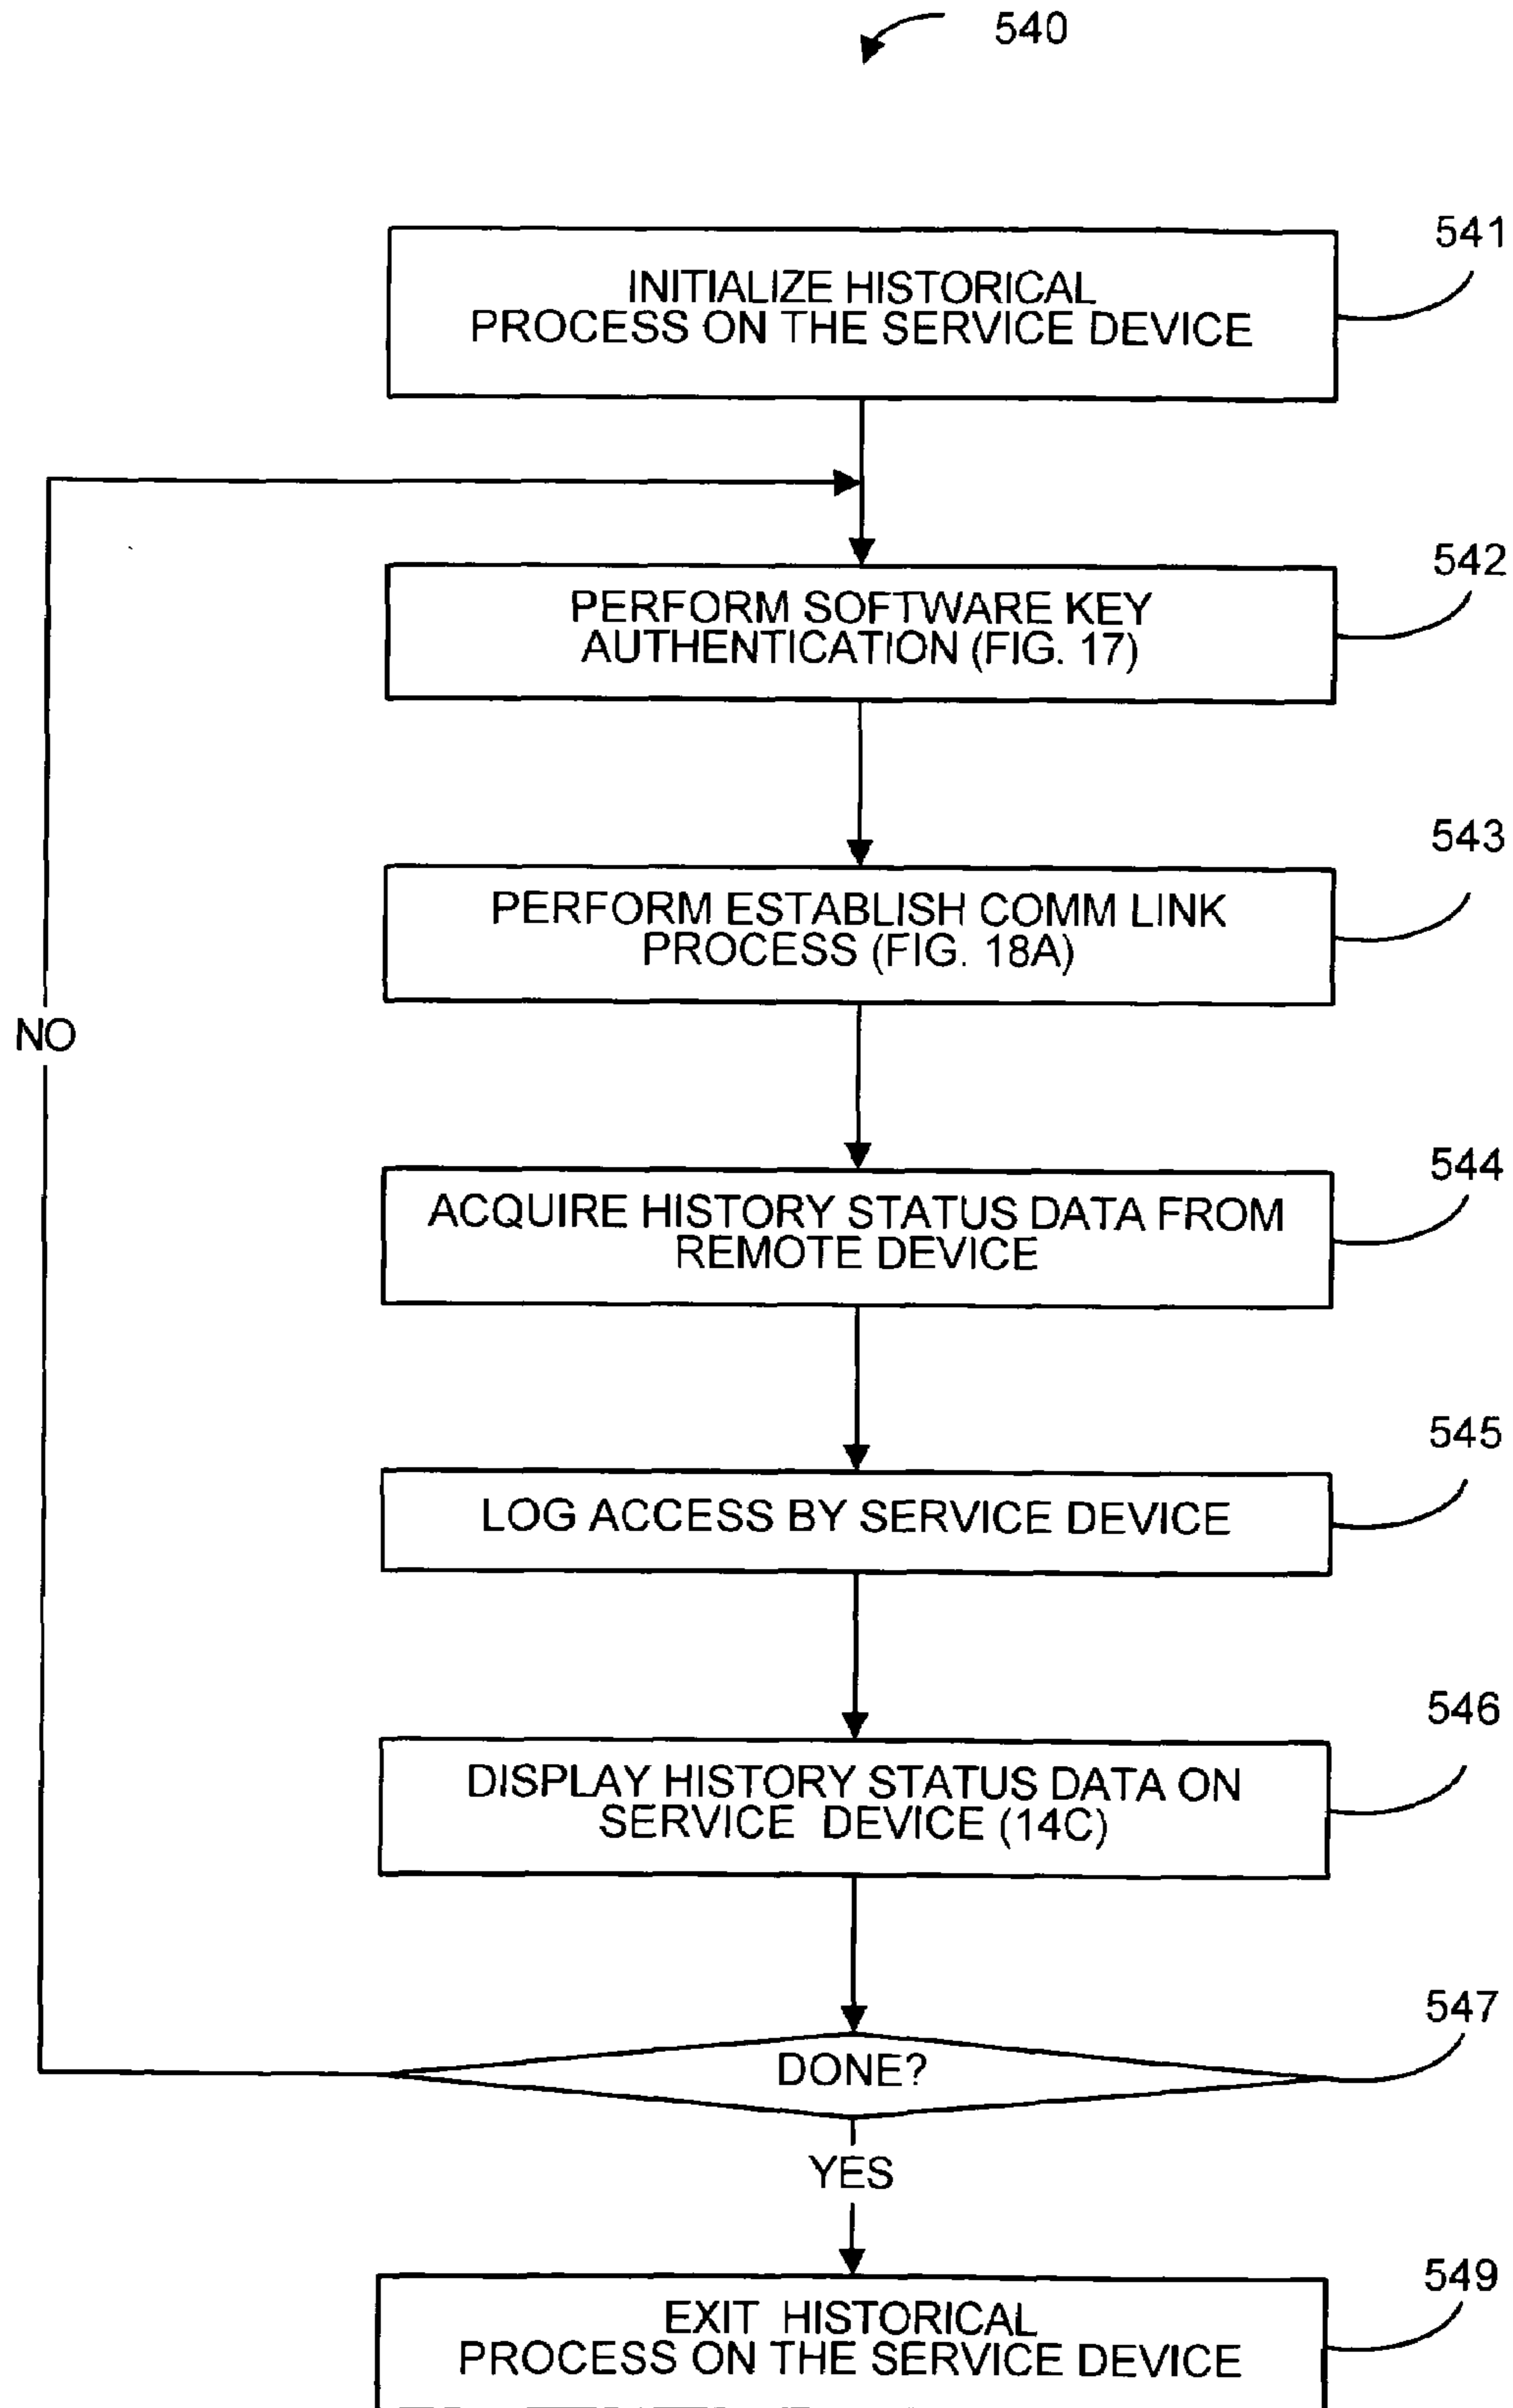 540
541
INITIALIZE HISTORICAL
PROCESS ON THE SERVICE DEVICE
542
PERFORM SOFTWARE KEY
AUTHENTICATION (FIG. 17)
543
PERFORM ESTABLISH COMM LINK
PROCESS (FIG. 18A)
NO
544
ACQUIRE HISTORY STATUS DATA FROM
REMOTE DEVICE
545
LOG ACCESS BY SERVICE DEVICE
546
DISPLAY HISTORY STATUS DATA ON
SERVICE DEVICE (14C)
547
DONE?
YES
549
EXIT HISTORICAL
PROCESS ON THE SERVICE DEVICE